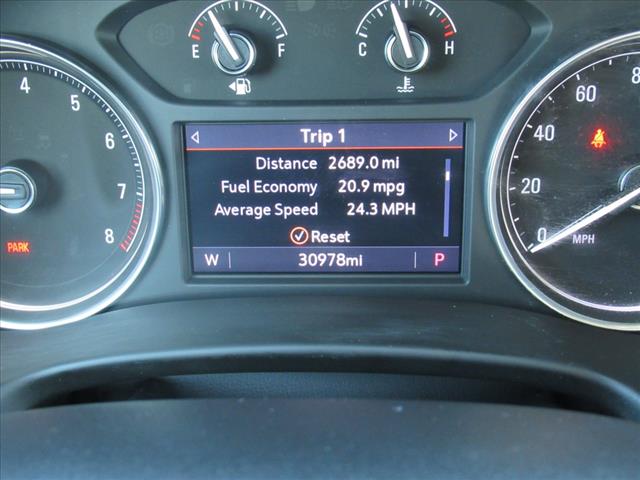 E F
C H
4
5
6
7
8
PARK
Trip 1
Distance 2689.0 mi
Fuel Economy 20.9 mpg
Average Speed 24.3 MPH
Reset
W 30978mi P
0
20
40
60
80
MPH